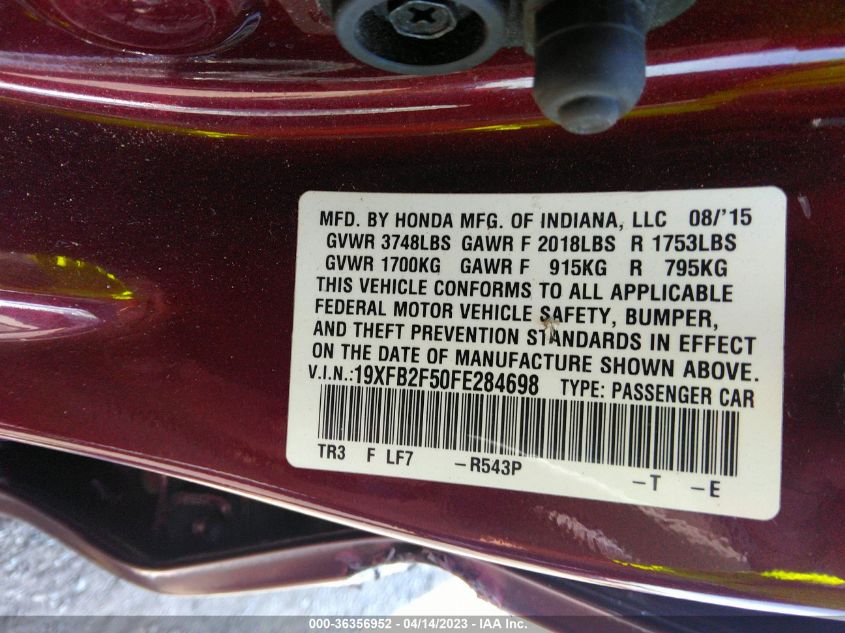 MFD. BY HONDA MFG. OF INDIANA, LLC 08/'15
GVWR 3748LBS GAWR F 2018LBS R 1753LBS
GVWR 1700KG GAWR F 915KG R 795KG
THIS VEHICLE CONFORMS TO ALL APPLICABLE
FEDERAL MOTOR VEHICLE SAFETY, BUMPER,
AND THEFT PREVENTION STANDARDS IN EFFECT
ON THE DATE OF MANUFACTURE SHOWN ABOVE.
V.I.N.:19XFB2F50FE284698 TYPE: PASSENGER CAR
TR3 F LF7 -R543P -T -E
000-36356952 - 04/14/2023 - IAA Inc.